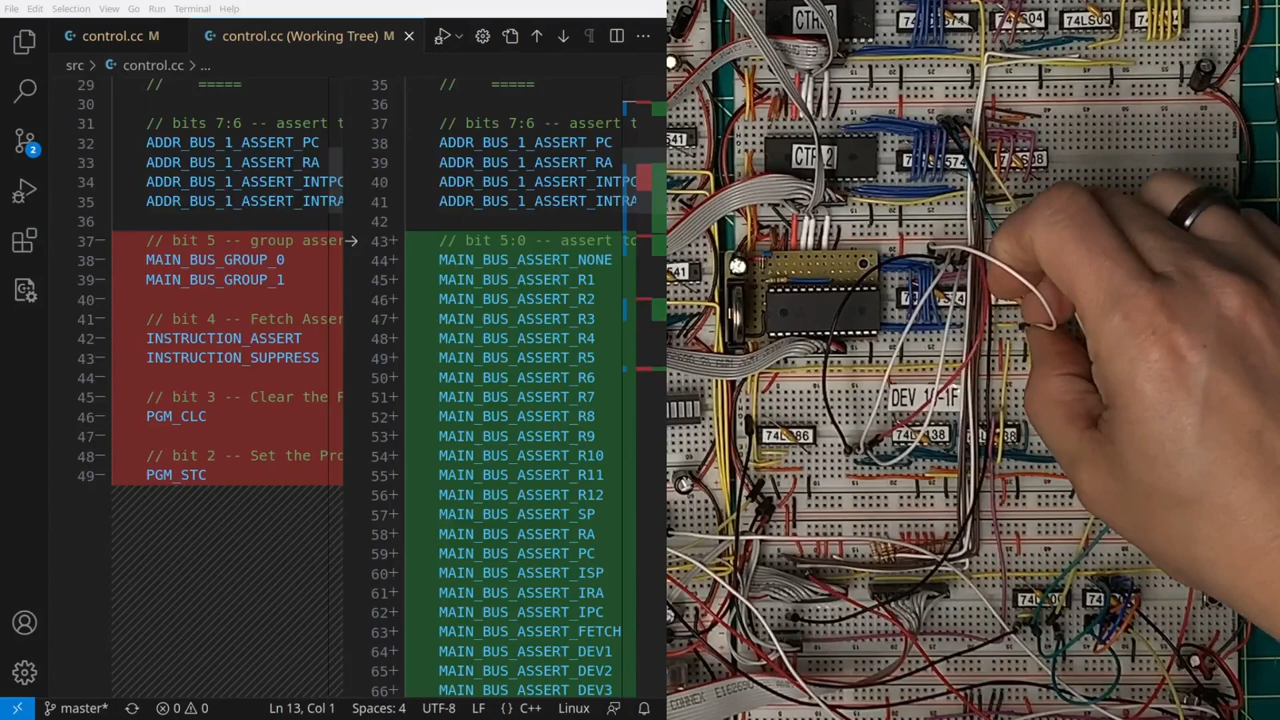 File Edit Selection View Go Run Terminal Help
control.cc M
control.cc (Working Tree) M
src > control.cc > ...
29 // =====
30
31 // bits 7:6 -- assert t
32 ADDR_BUS_1_ASSERT_PC
33 ADDR_BUS_1_ASSERT_RA
34 ADDR_BUS_1_ASSERT_INTPC
35 ADDR_BUS_1_ASSERT_INTRA
36
37− // bit 5 -- group asser
38− MAIN_BUS_GROUP_0
39− MAIN_BUS_GROUP_1
40−
41− // bit 4 -- Fetch Asser
42− INSTRUCTION_ASSERT
43− INSTRUCTION_SUPPRESS
44−
45− // bit 3 -- Clear the P
46− PGM_CLC
47−
48− // bit 2 -- Set the Pro
49− PGM_STC
35 // =====
36
37 // bits 7:6 -- assert t
38 ADDR_BUS_1_ASSERT_PC
39 ADDR_BUS_1_ASSERT_RA
40 ADDR_BUS_1_ASSERT_INTPC
41 ADDR_BUS_1_ASSERT_INTRA
42
43+ // bit 5:0 -- assert to
44+ MAIN_BUS_ASSERT_NONE
45+ MAIN_BUS_ASSERT_R1
46+ MAIN_BUS_ASSERT_R2
47+ MAIN_BUS_ASSERT_R3
48+ MAIN_BUS_ASSERT_R4
49+ MAIN_BUS_ASSERT_R5
50+ MAIN_BUS_ASSERT_R6
51+ MAIN_BUS_ASSERT_R7
52+ MAIN_BUS_ASSERT_R8
53+ MAIN_BUS_ASSERT_R9
54+ MAIN_BUS_ASSERT_R10
55+ MAIN_BUS_ASSERT_R11
56+ MAIN_BUS_ASSERT_R12
57+ MAIN_BUS_ASSERT_SP
58+ MAIN_BUS_ASSERT_RA
59+ MAIN_BUS_ASSERT_PC
60+ MAIN_BUS_ASSERT_ISP
61+ MAIN_BUS_ASSERT_IRA
62+ MAIN_BUS_ASSERT_IPC
63+ MAIN_BUS_ASSERT_FETCH
64+ MAIN_BUS_ASSERT_DEV1
65+ MAIN_BUS_ASSERT_DEV2
66+ MAIN_BUS_ASSERT_DEV3
2
master* 0 0 Ln 13, Col 1 Spaces: 4 UTF-8 LF {} C++ Linux
74LS04
DEV 1